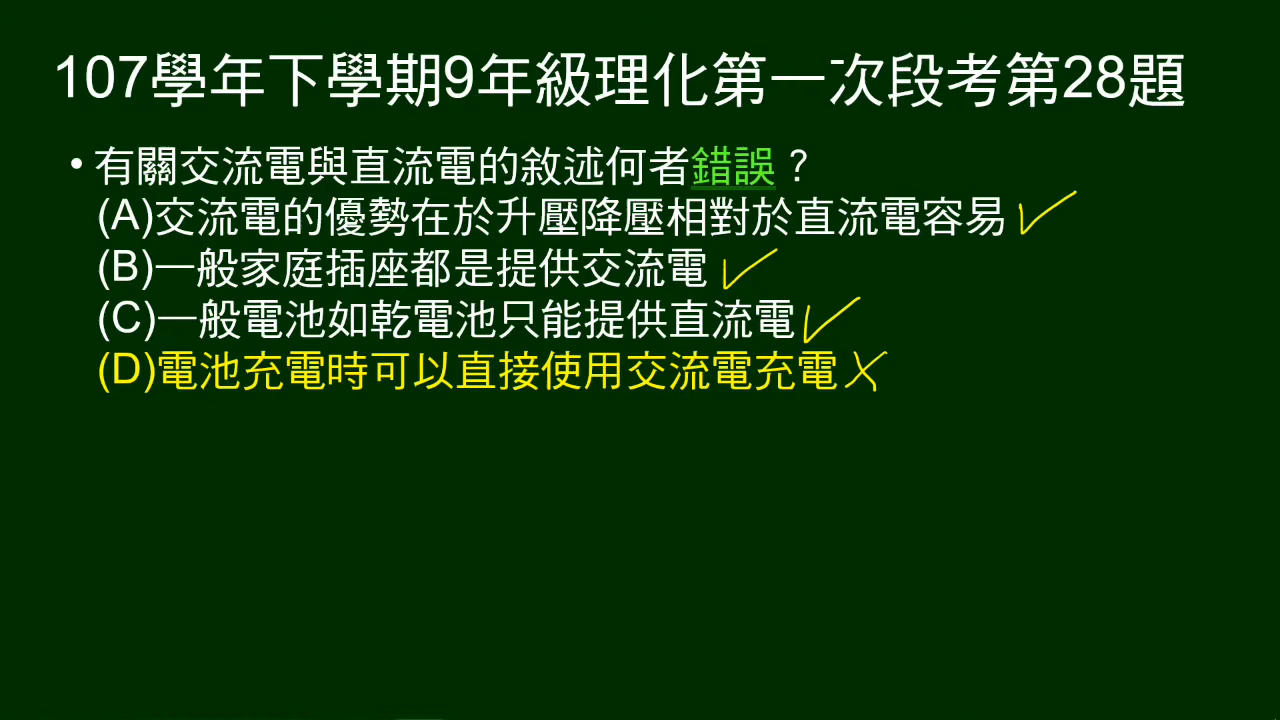 107學年下學期9年級理化第一次段考第28題
• 有關交流電與直流電的敘述何者錯誤？
(A)交流電的優勢在於升壓降壓相對於直流電容易✓
(B)一般家庭插座都是提供交流電✓
(C)一般電池如乾電池只能提供直流電✓
(D)電池充電時可以直接使用交流電充電✗